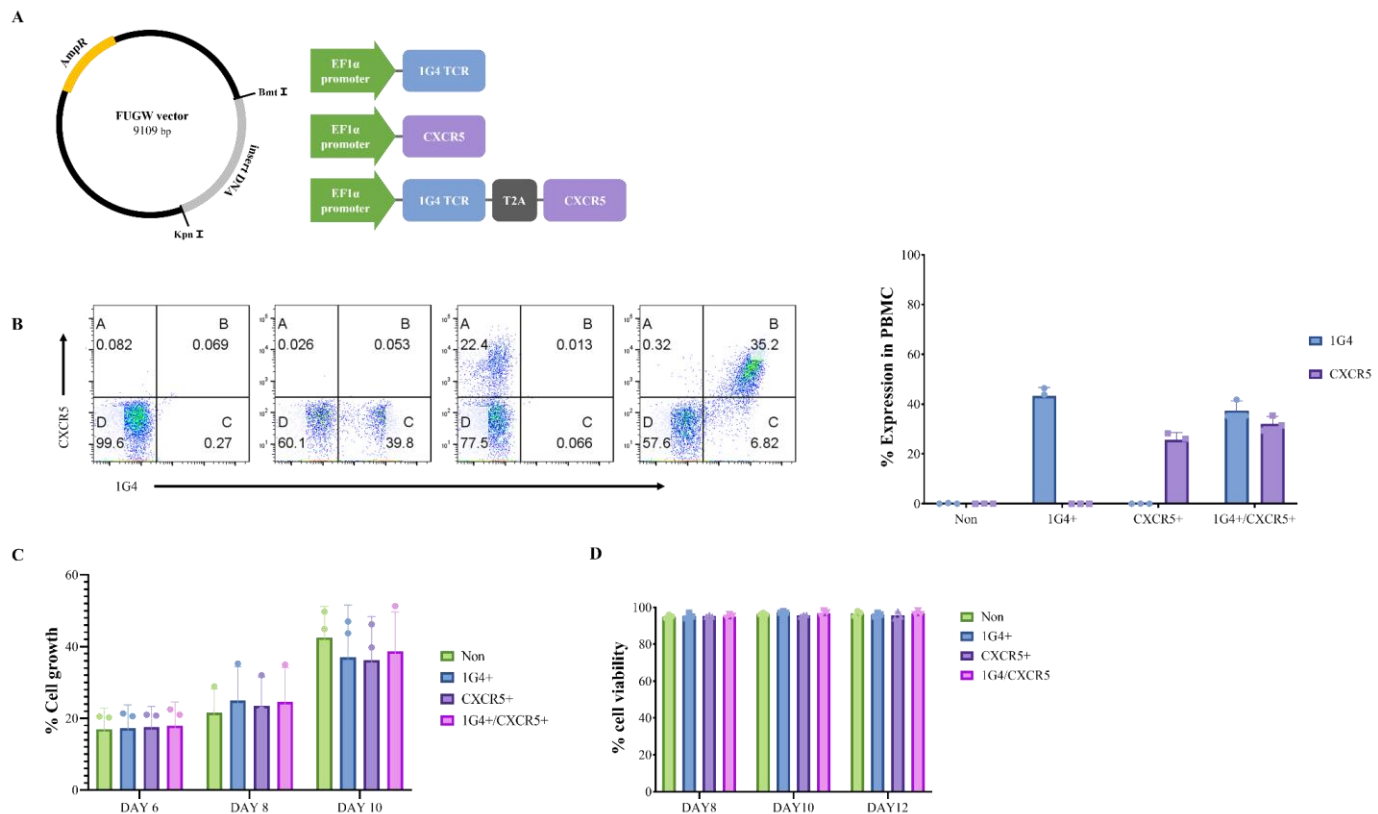 A
AmpR
FUGW vector
9109 bp
Bmt I
insert DNA
Kpn I
EF1α
promoter
1G4 TCR
EF1α
promoter
CXCR5
EF1α
promoter
1G4 TCR
T2A
CXCR5
B
CXCR5
1G4
A
0.082
B
0.069
D
99.6
C
0.27
A
0.026
B
0.053
D
60.1
C
39.8
A
22.4
B
0.013
D
77.5
C
0.066
A
0.32
B
35.2
D
57.6
C
6.82
% Expression in PBMC
100
80
60
40
20
0
Non
1G4+
CXCR5+
1G4+/CXCR5+
1G4
CXCR5
C
% Cell growth
60
40
20
0
DAY 6
DAY 8
DAY 10
Non
1G4+
CXCR5+
1G4+/CXCR5+
D
% cell viability
100
80
60
40
20
0
DAY8
DAY10
DAY12
Non
1G4+
CXCR5+
1G4/CXCR5